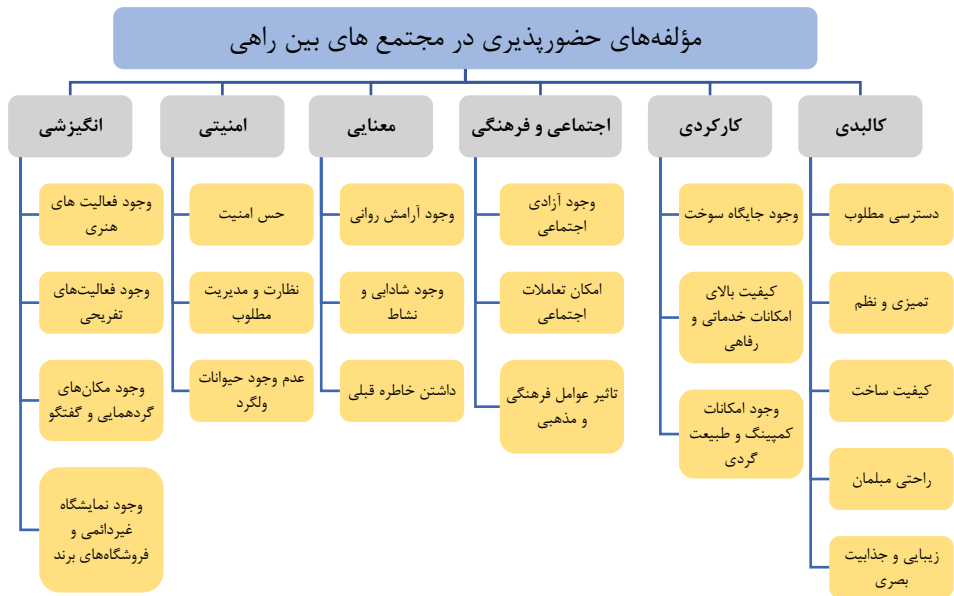 مؤلفه‌های حضورپذیری در مجتمع های بین راهی
کالبدی
دسترسی مطلوب
تمیزی و نظم
کیفیت ساخت
راحتی مبلمان
زیبایی و جذابیت
بصری
کارکردی
وجود جایگاه سوخت
کیفیت بالای
امکانات خدماتی و
رفاهی
وجود امکانات
کمپینگ و طبیعت
گردی
اجتماعی و فرهنگی
وجود آزادی
اجتماعی
امکان تعاملات
اجتماعی
تاثیر عوامل فرهنگی
و مذهبی
معنایی
وجود آرامش روانی
وجود شادابی و
نشاط
داشتن خاطره قبلی
امنیتی
حس امنیت
نظارت و مدیریت
مطلوب
عدم وجود حیوانات
ولگرد
انگیزشی
وجود فعالیت های
هنری
وجود فعالیت‌های
تفریحی
وجود مکان‌های
گردهمایی و گفتگو
وجود نمایشگاه
غیردائمی و
فروشگاه‌های برند